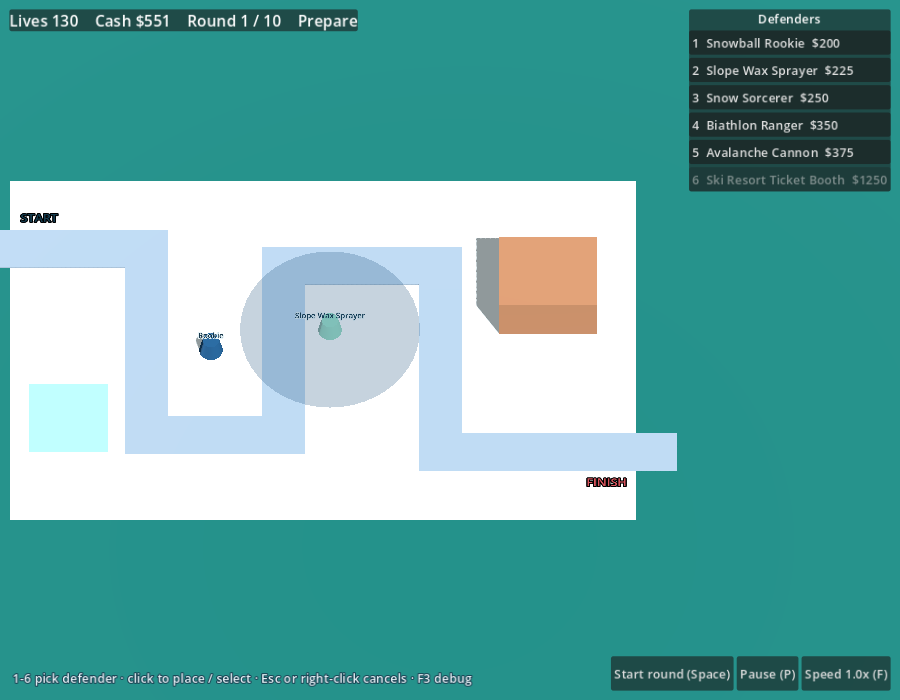 Lives 130 Cash $551 Round 1 / 10 Prepare
Defenders
1 Snowball Rookie $200
2 Slope Wax Sprayer $225
3 Snow Sorcerer $250
4 Biathlon Ranger $350
5 Avalanche Cannon $375
6 Ski Resort Ticket Booth $1250
START
Slope Wax Sprayer
FINISH
1-6 pick defender · click to place / select · Esc or right-click cancels · F3 debug
Start round (Space)
Pause (P)
Speed 1.0x (F)